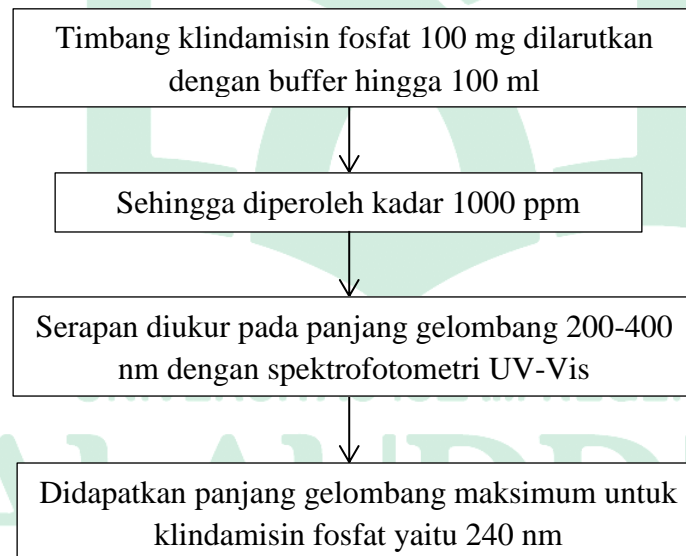 Timbang klindamisin fosfat 100 mg dilarutkan
dengan buffer hingga 100 ml
Sehingga diperoleh kadar 1000 ppm
Serapan diukur pada panjang gelombang 200-400
nm dengan spektrofotometri UV-Vis
Didapatkan panjang gelombang maksimum untuk
klindamisin fosfat yaitu 240 nm